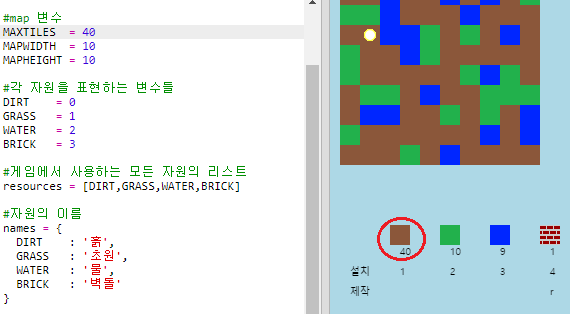 #map 변수
MAXTILES = 40
MAPWIDTH = 10
MAPHEIGHT = 10
#각 자원을 표현하는 변수들
DIRT = 0
GRASS = 1
WATER = 2
BRICK = 3
#게임에서 사용하는 모든 자원의 리스트
resources = [DIRT,GRASS,WATER,BRICK]
#자원의 이름
names = {
DIRT : '흙',
GRASS : '초원',
WATER : '물',
BRICK : '벽돌'
}
40 10 9 1
설치 1 2 3 4
제작 r